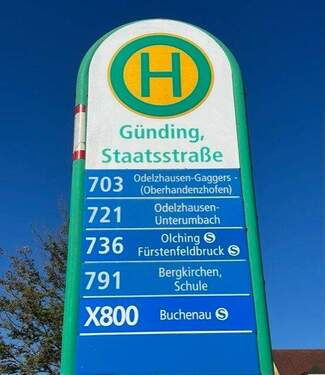 H
Günding,
Staatsstraße
703 Odelzhausen-Gaggers -
(Oberhandenzhofen)
721 Odelzhausen-
Unterumbach
736 Olching S
Fürstenfeldbruck S
791 Bergkirchen,
Schule
X800 Buchenau S